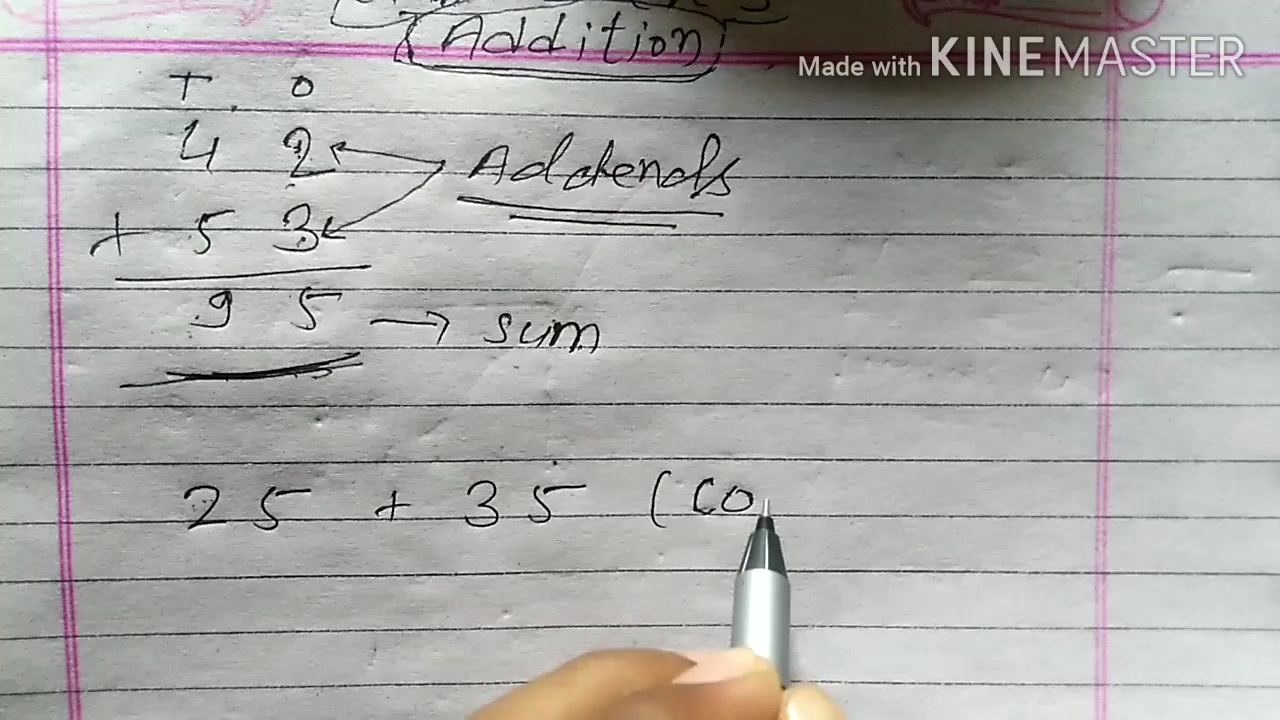 Addition
Made with KINEMASTER
T O
4 2
Addends
+ 5 3
9 5 → sum
25 + 35 (co